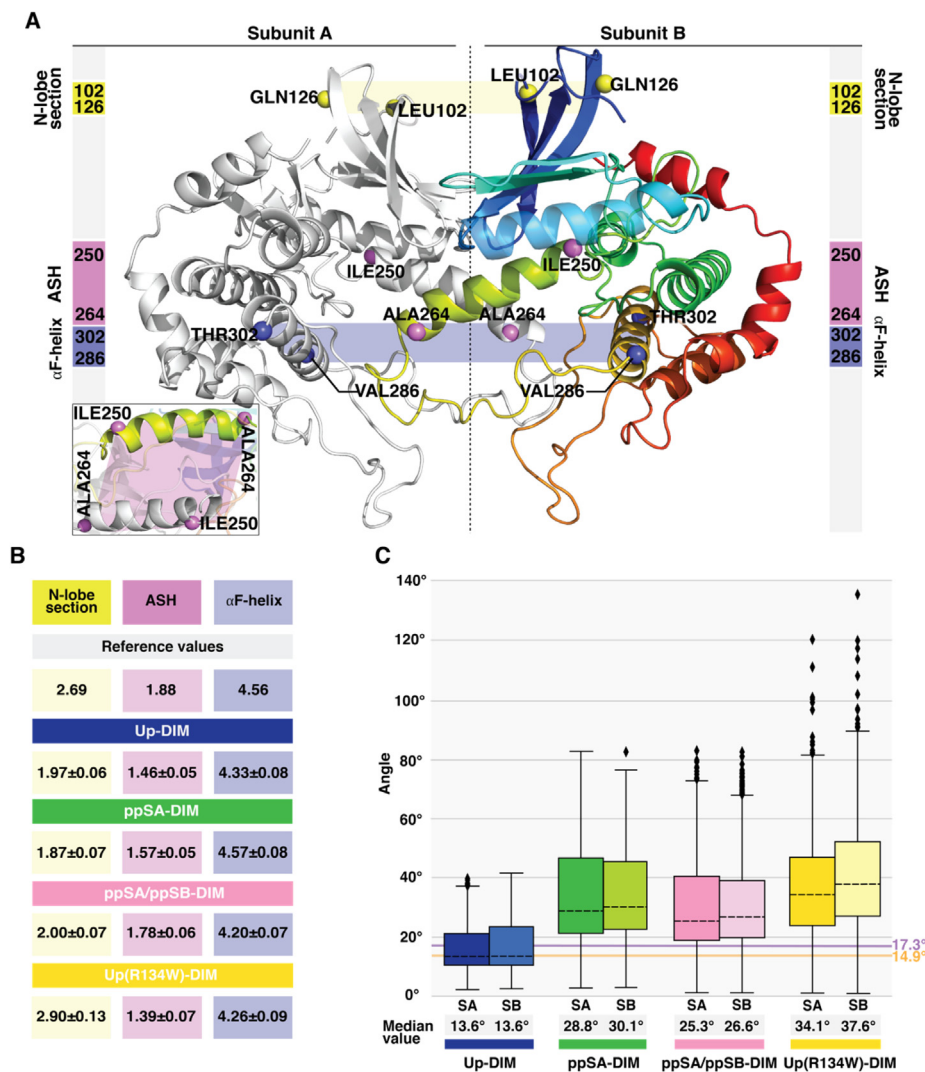 A
Subunit A
Subunit B
N-lobe
section
102
126
ASH
250
264
αF-helix
302
286
GLN126
LEU102
LEU102
GLN126
ILE250
ILE250
ALA264
ALA264
THR302
THR302
VAL286
VAL286
N-lobe
section
102
126
ASH
250
264
αF-helix
302
286
ILE250
ALA264
ALA264
ILE250
B
N-lobe
section
ASH
αF-helix
Reference values
2.69
1.88
4.56
Up-DIM
1.97±0.06
1.46±0.05
4.33±0.08
ppSA-DIM
1.87±0.07
1.57±0.05
4.57±0.08
ppSA/ppSB-DIM
2.00±0.07
1.78±0.06
4.20±0.07
Up(R134W)-DIM
2.90±0.13
1.39±0.07
4.26±0.09
C
Angle
140°
120°
100°
80°
60°
40°
20°
0°
17.3°
14.9°
SA SB SA SB SA SB SA SB
Median
value
13.6° 13.6° 28.8° 30.1° 25.3° 26.6° 34.1° 37.6°
Up-DIM ppSA-DIM ppSA/ppSB-DIM Up(R134W)-DIM